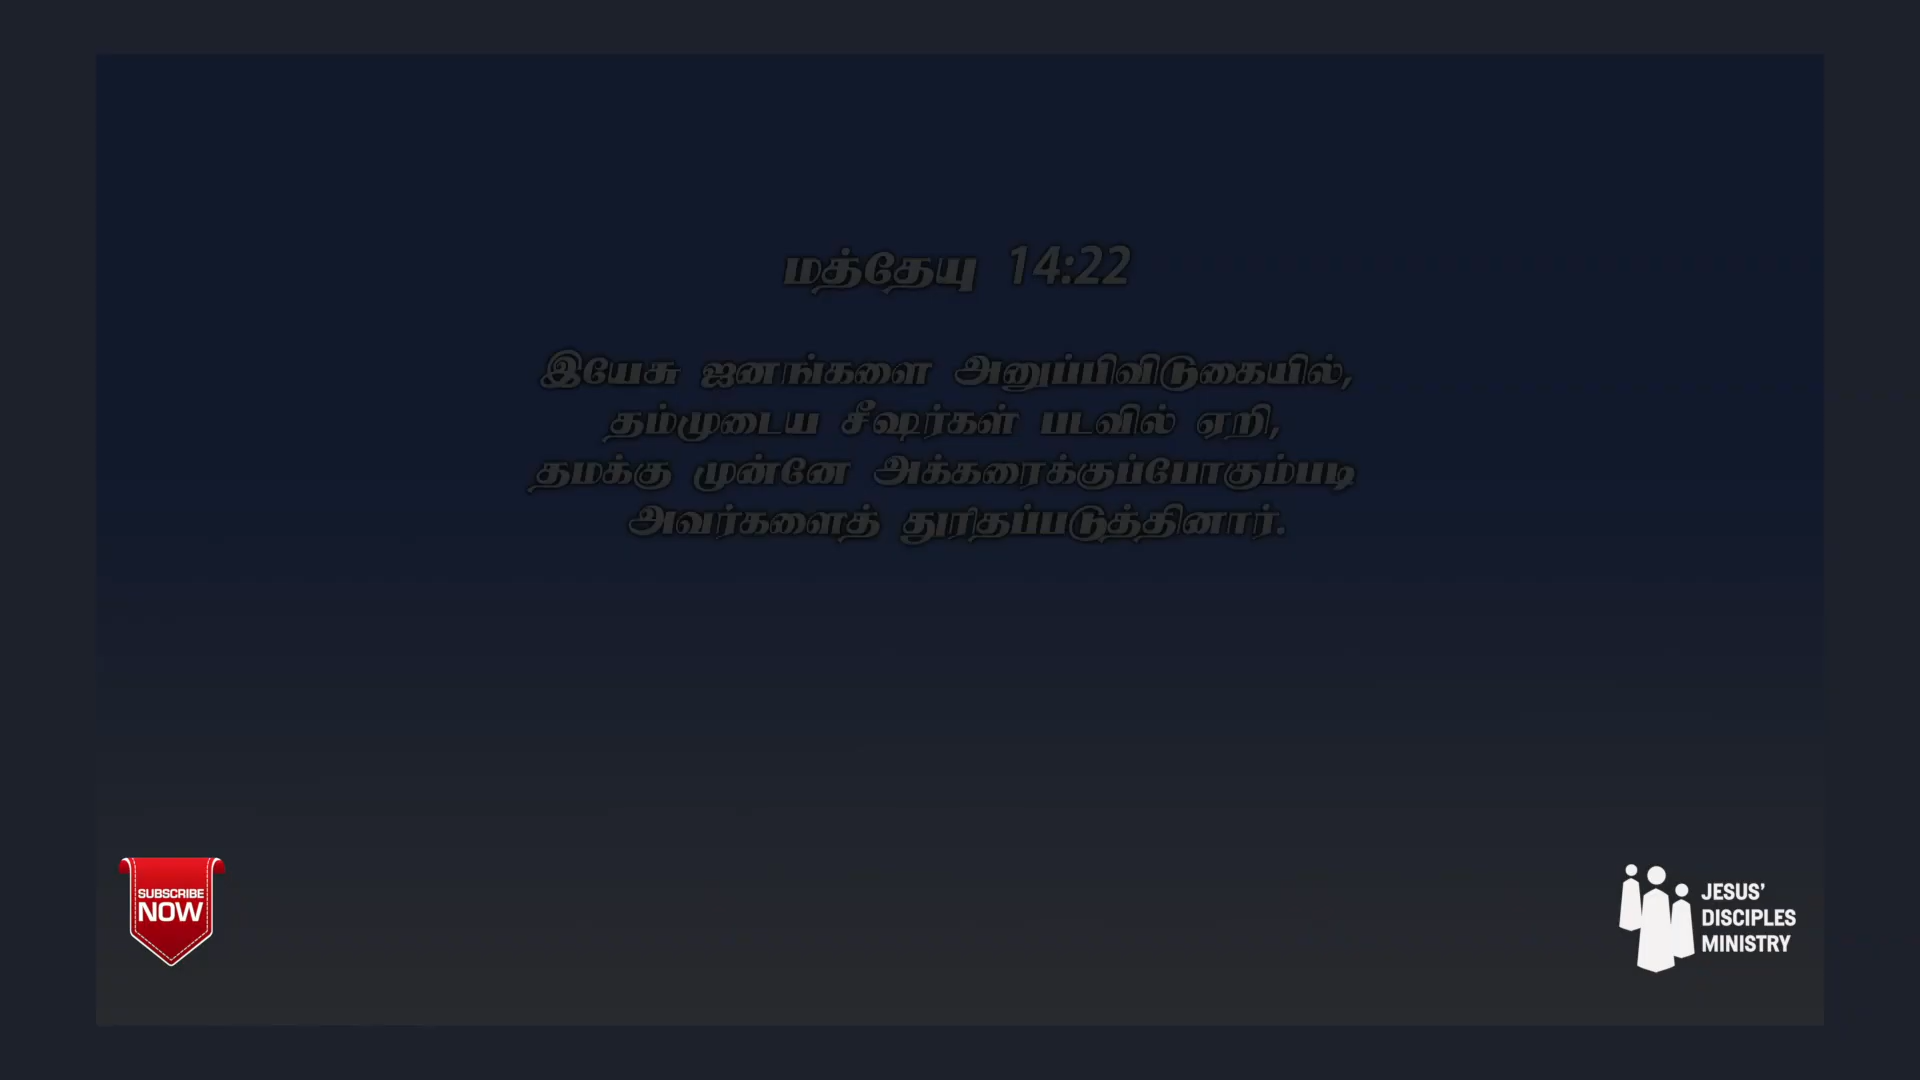 மத்தேயு 14:22
இயேசு ஜனங்களை அனுப்பிவிடுகையில்,
தம்முடைய சீஷர்கள் படவில் ஏறி,
தமக்கு முன்னே அக்கரைக்குப்போகும்படி
அவர்களைத் துரிதப்படுத்தினார்.
SUBSCRIBE
NOW
JESUS'
DISCIPLES
MINISTRY